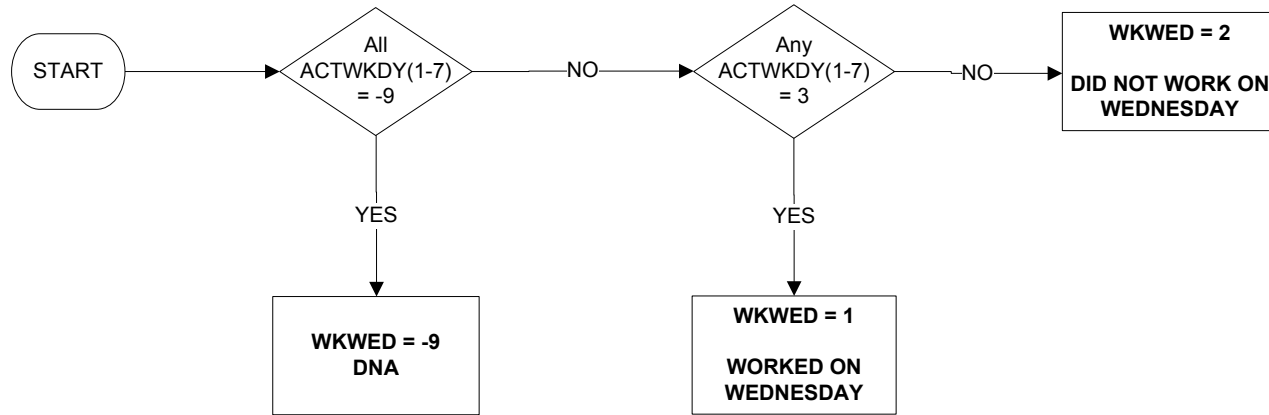 START
All
ACTWKDY(1-7)
= -9
NO
Any
ACTWKDY(1-7)
= 3
NO
WKWED = 2
DID NOT WORK ON
WEDNESDAY
YES
YES
WKWED = -9
DNA
WKWED = 1
WORKED ON
WEDNESDAY